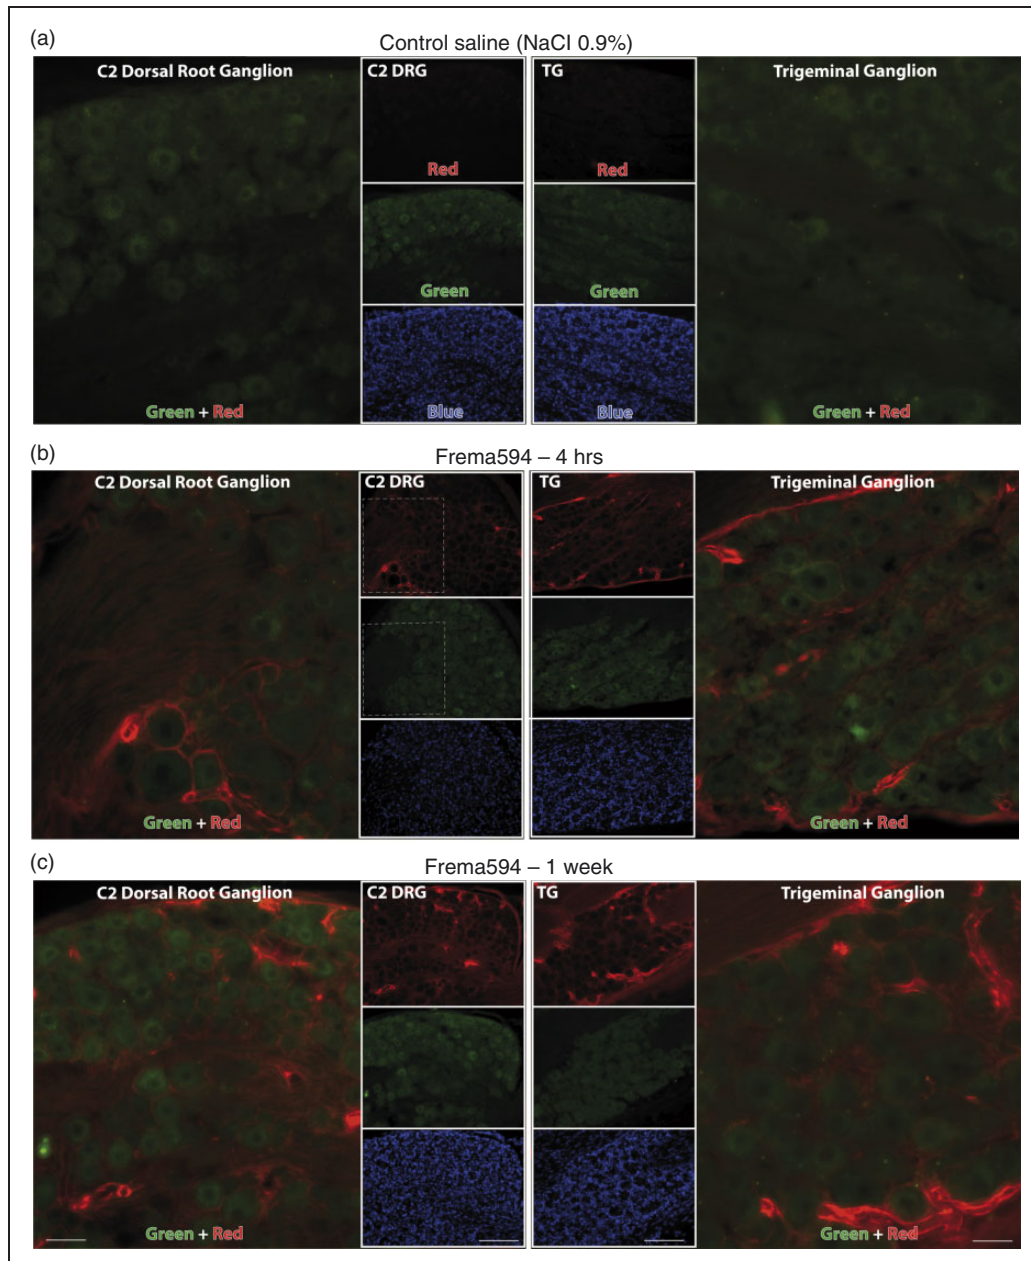 (a)
Control saline (NaCI 0.9%)
C2 Dorsal Root Ganglion
C2 DRG
TG
Trigeminal Ganglion
Red
Red
Green
Green
Green + Red
Blue
Blue
Green + Red
(b)
Frema594 – 4 hrs
C2 Dorsal Root Ganglion
C2 DRG
TG
Trigeminal Ganglion
Green + Red
Green + Red
(c)
Frema594 – 1 week
C2 Dorsal Root Ganglion
C2 DRG
TG
Trigeminal Ganglion
Green + Red
Green + Red